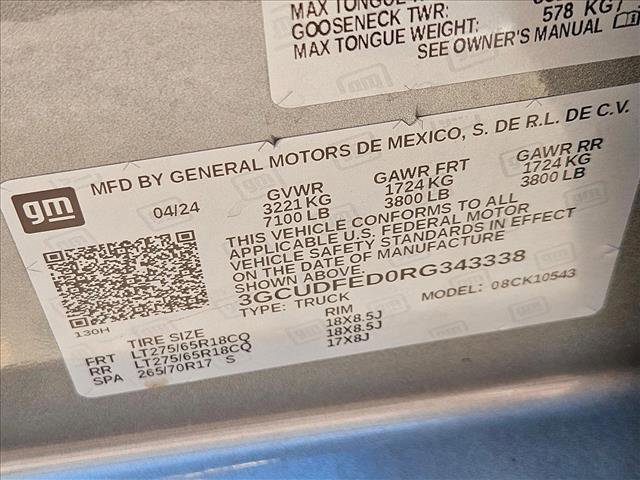 MAX TONGUE
GOOSENECK TWR:
MAX TONGUE WEIGHT: 578 KG
SEE OWNER'S MANUAL
gm
MFD BY GENERAL MOTORS DE MEXICO, S. DE R.L. DE C.V.
04/24
GVWR GAWR FRT GAWR RR
3221 KG 1724 KG 1724 KG
7100 LB 3800 LB 3800 LB
THIS VEHICLE CONFORMS TO ALL
APPLICABLE U.S. FEDERAL MOTOR
VEHICLE SAFETY STANDARDS IN EFFECT
ON THE DATE OF MANUFACTURE
SHOWN ABOVE.
3GCUDFED0RG343338
TYPE: TRUCK MODEL: 08CK10543
130H
TIRE SIZE RIM
FRT LT275/65R18CQ 18X8.5J
RR LT275/65R18CQ 18X8.5J
SPA 265/70R17 S 17X8J